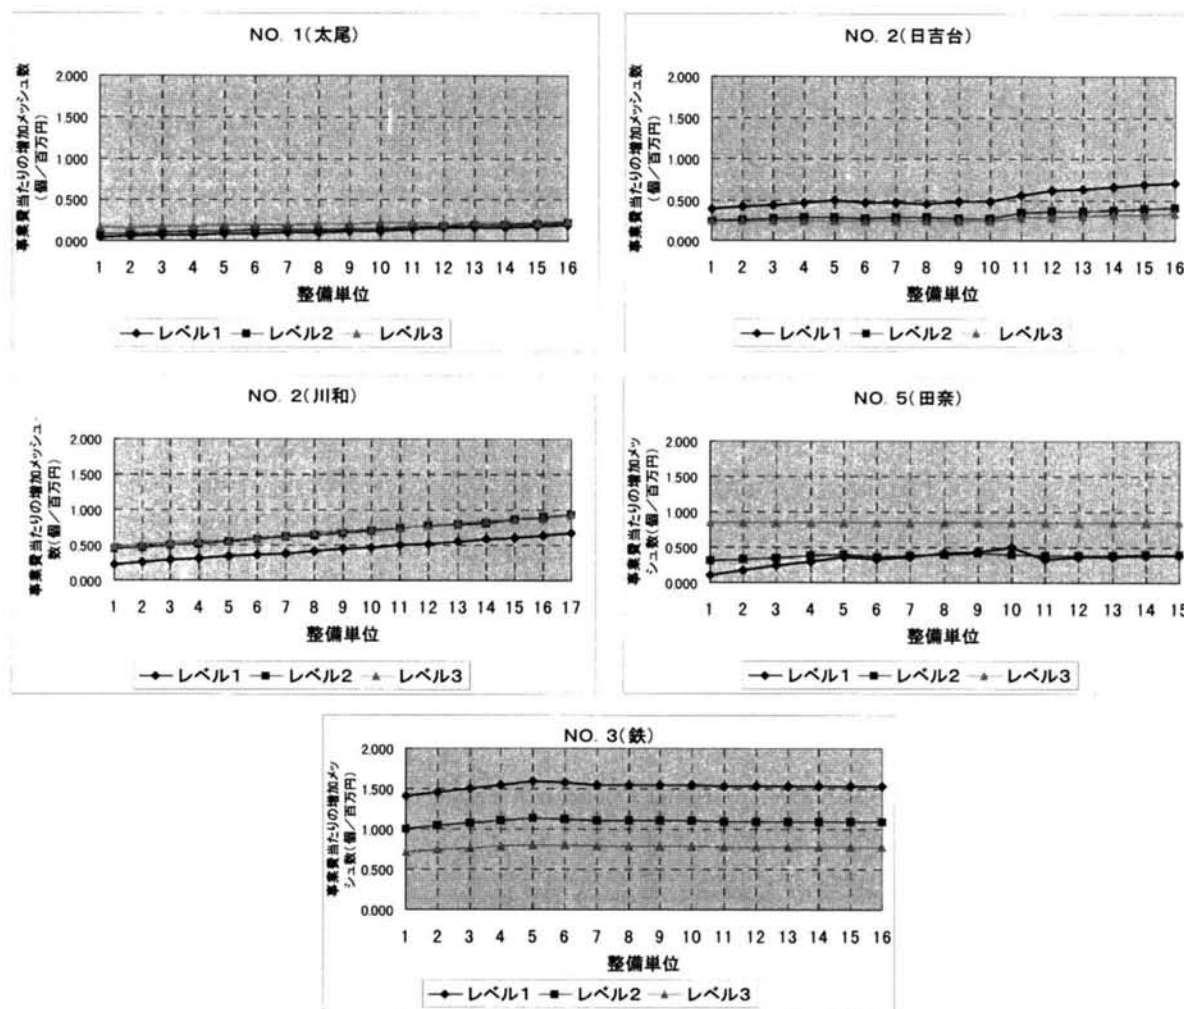 NO. 1(太尾)
事業費当たりの増加メッシュ数
(個／百万円)
2.000
1.500
1.000
0.500
0.000
1 2 3 4 5 6 7 8 9 10 11 12 13 14 15 16
整備単位
レベル1 レベル2 レベル3
NO. 2(日吉台)
事業費当たりの増加メッシュ数
(個／百万円)
2.000
1.500
1.000
0.500
0.000
1 2 3 4 5 6 7 8 9 10 11 12 13 14 15 16
整備単位
レベル1 レベル2 レベル3
NO. 2(川和)
事業費当たりの増加メッシュ
数(個／百万円)
2.000
1.500
1.000
0.500
0.000
1 2 3 4 5 6 7 8 9 10 11 12 13 14 15 16 17
整備単位
レベル1 レベル2 レベル3
NO. 5(田奈)
事業費当たりの増加メッ
シュ数(個／百万円)
2.000
1.500
1.000
0.500
0.000
1 2 3 4 5 6 7 8 9 10 11 12 13 14 15
整備単位
レベル1 レベル2 レベル3
NO. 3(鉄)
事業費当たりの増加メッ
シュ数(個／百万円)
2.000
1.500
1.000
0.500
0.000
1 2 3 4 5 6 7 8 9 10 11 12 13 14 15 16
整備単位
レベル1 レベル2 レベル3